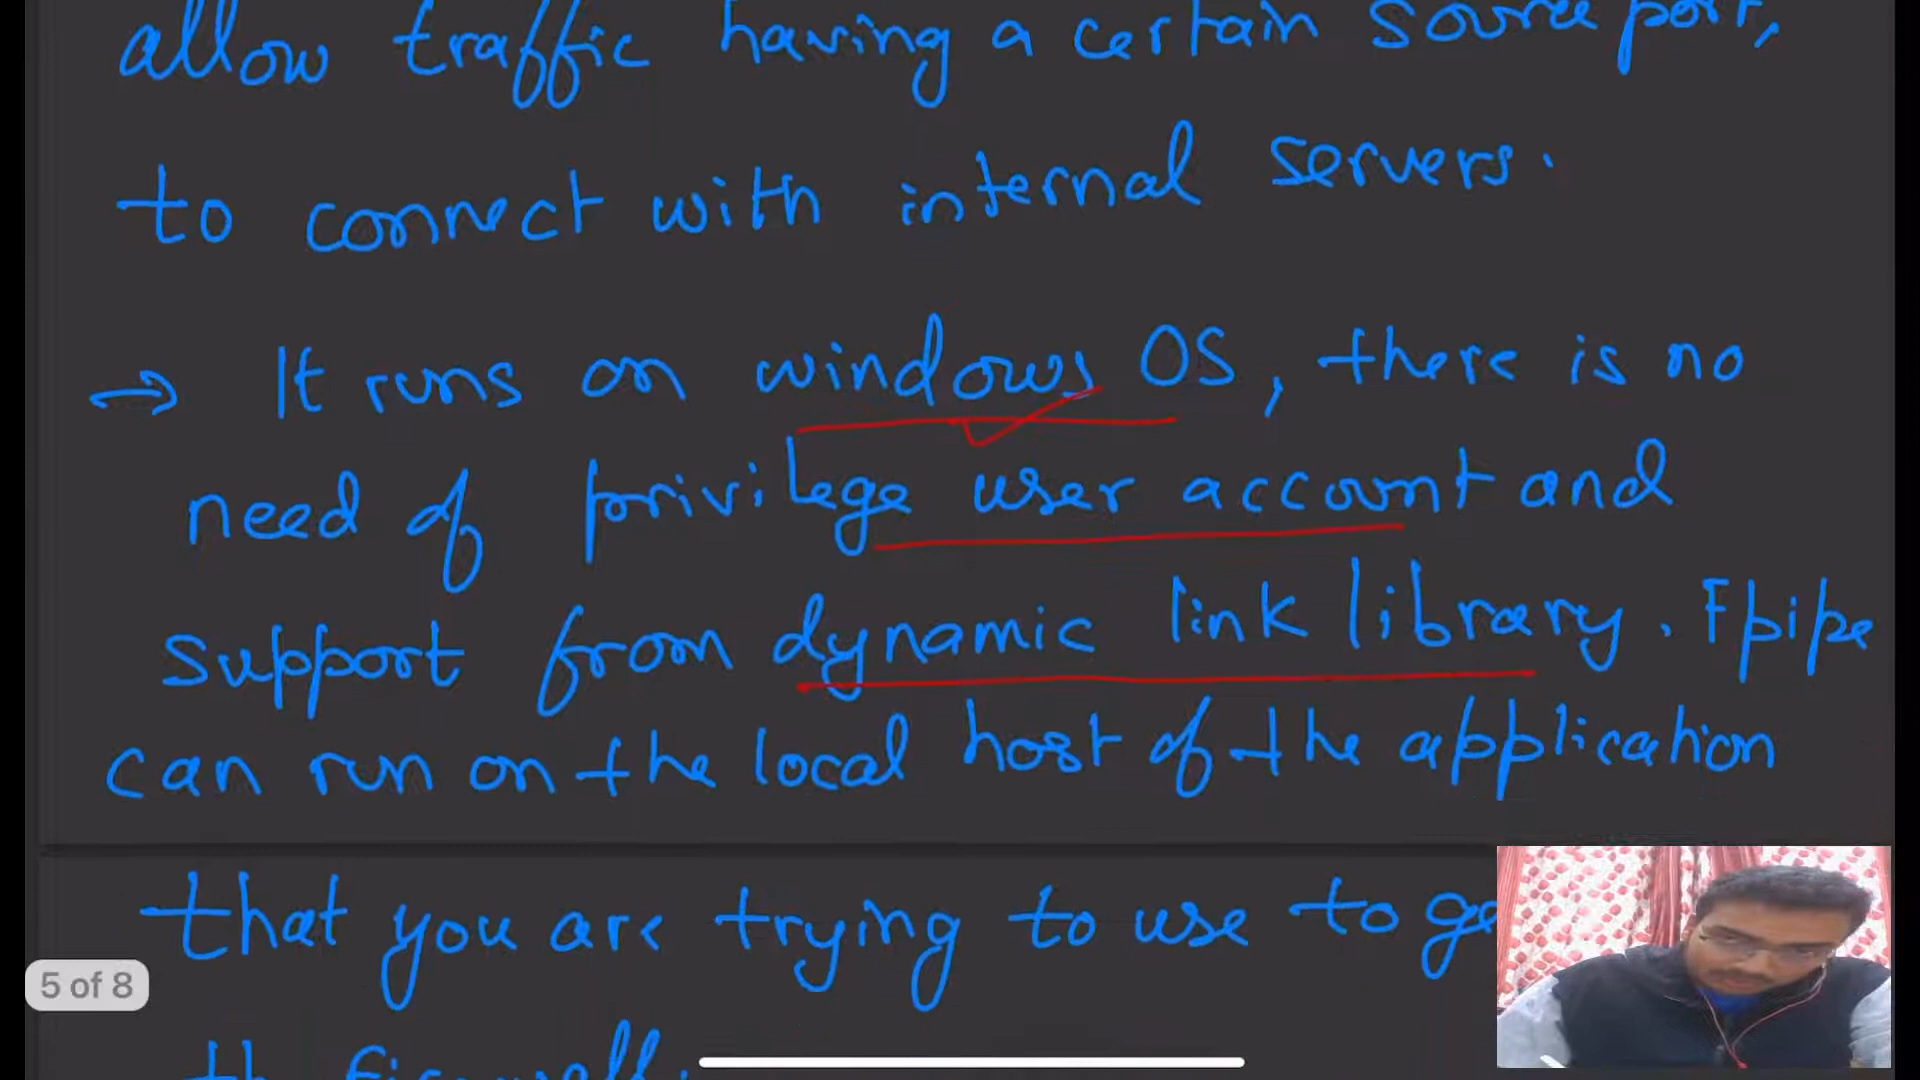 allow traffic having a certain source port,
to connect with internal servers.
→ It runs on windows OS, there is no
need of privilege user account and
support from dynamic link library. Fpipe
can run on the local host of the application
that you are trying to use to
firewall.
5 of 8